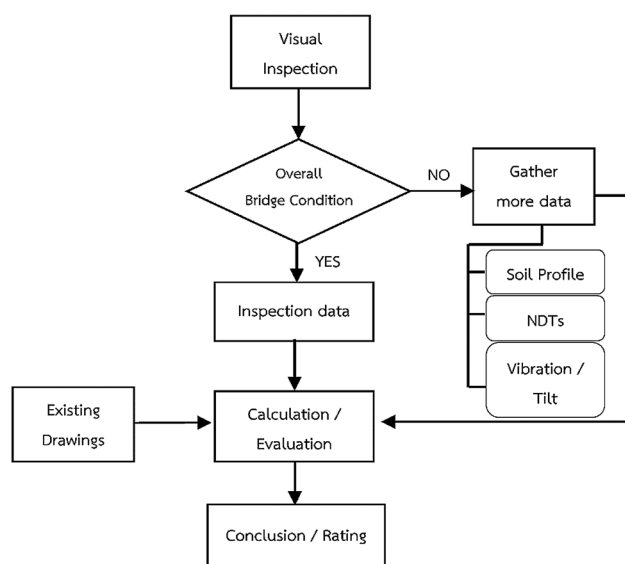 Visual
Inspection
Overall
Bridge Condition
NO
Gather
more data
YES
Soil Profile
Inspection data
NDTs
Vibration /
Tilt
Existing
Drawings
Calculation /
Evaluation
Conclusion / Rating